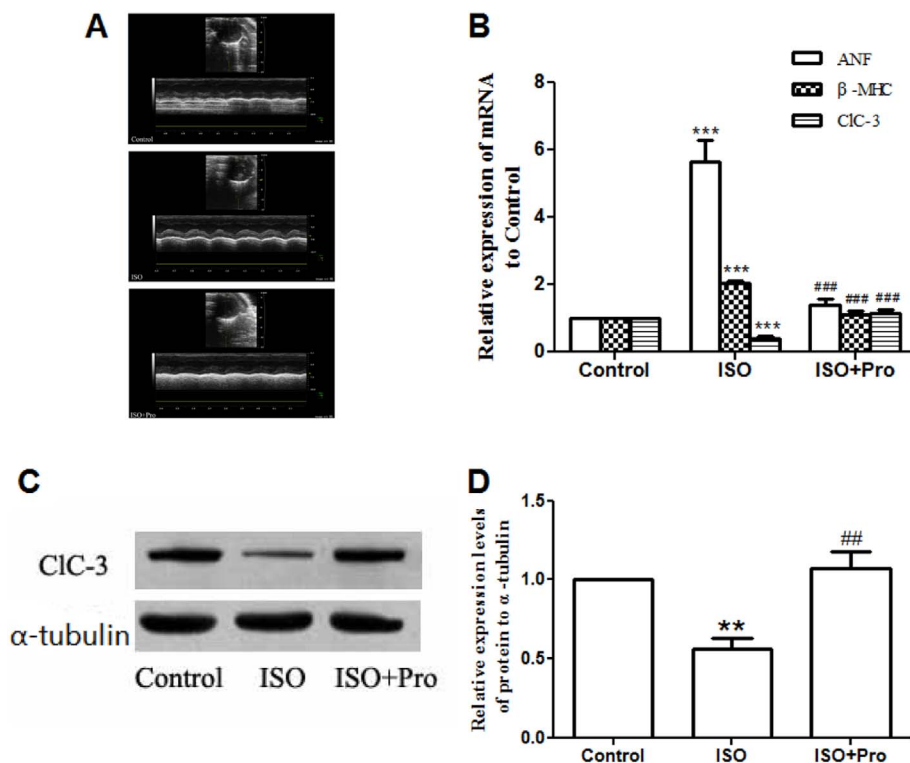 A
Control
ISO
ISO+Pro
B
ANF
β-MHC
ClC-3
Relative expression of mRNA
to Control
8
6
4
2
0
***
***
***
###
###
###
Control
ISO
ISO+Pro
C
ClC-3
α-tubulin
Control
ISO
ISO+Pro
D
Relative expression levels
of protein to α-tubulin
1.5
1.0
0.5
0.0
**
##
Control
ISO
ISO+Pro